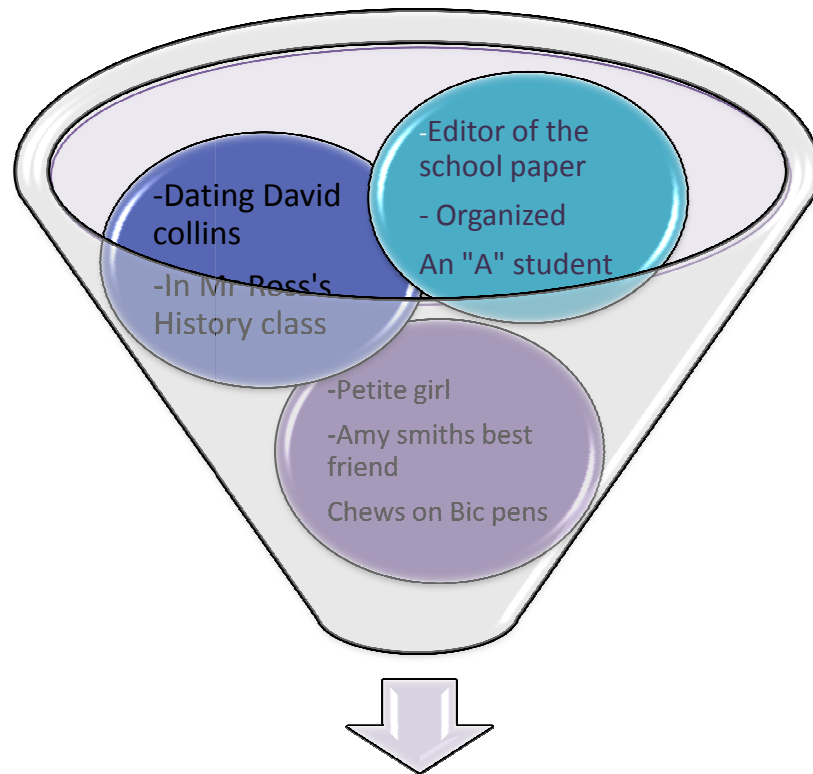 -Editor of the
school paper
- Organized
An "A" student
-Dating David
collins
-In Mr Ross's
History class
-Petite girl
-Amy smiths best
friend
Chews on Bic pens